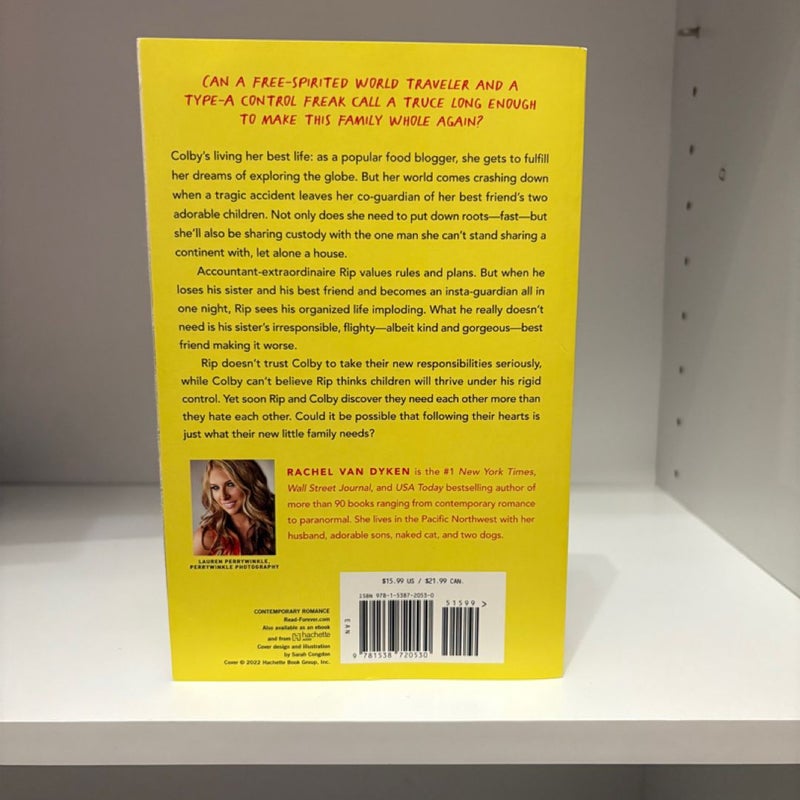 CAN A FREE-SPIRITED WORLD TRAVELER AND A
TYPE-A CONTROL FREAK CALL A TRUCE LONG ENOUGH
TO MAKE THIS FAMILY WHOLE AGAIN?
Colby's living her best life: as a popular food blogger, she gets to fulfill
her dreams of exploring the globe. But her world comes crashing down
when a tragic accident leaves her co-guardian of her best friend's two
adorable children. Not only does she need to put down roots—fast—but
she'll also be sharing custody with the one man she can't stand sharing a
continent with, let alone a house.
Accountant-extraordinaire Rip values rules and plans. But when he
loses his sister and his best friend and becomes an insta-guardian all in
one night, Rip sees his organized life imploding. What he really doesn't
need is his sister's irresponsible, flighty—albeit kind and gorgeous—best
friend making it worse.
Rip doesn't trust Colby to take their new responsibilities seriously,
while Colby can't believe Rip thinks children will thrive under his rigid
control. Yet soon Rip and Colby discover they need each other more than
they hate each other. Could it be possible that following their hearts is
just what their new little family needs?
RACHEL VAN DYKEN is the #1 New York Times,
Wall Street Journal, and USA Today bestselling author of
more than 90 books ranging from contemporary romance
to paranormal. She lives in the Pacific Northwest with her
husband, adorable sons, naked cat, and two dogs.
LAUREN PERRYWINKLE,
PERRYWINKLE PHOTOGRAPHY
CONTEMPORARY ROMANCE
Read-Forever.com
Also available as an ebook
and from hachette
Cover design and illustration
by Sarah Congdon
Cover © 2022 Hachette Book Group, Inc.
$15.99 US / $21.99 CAN.
ISBN 978-1-5387-2053-0
51599 >
EAN
9 781538 720530